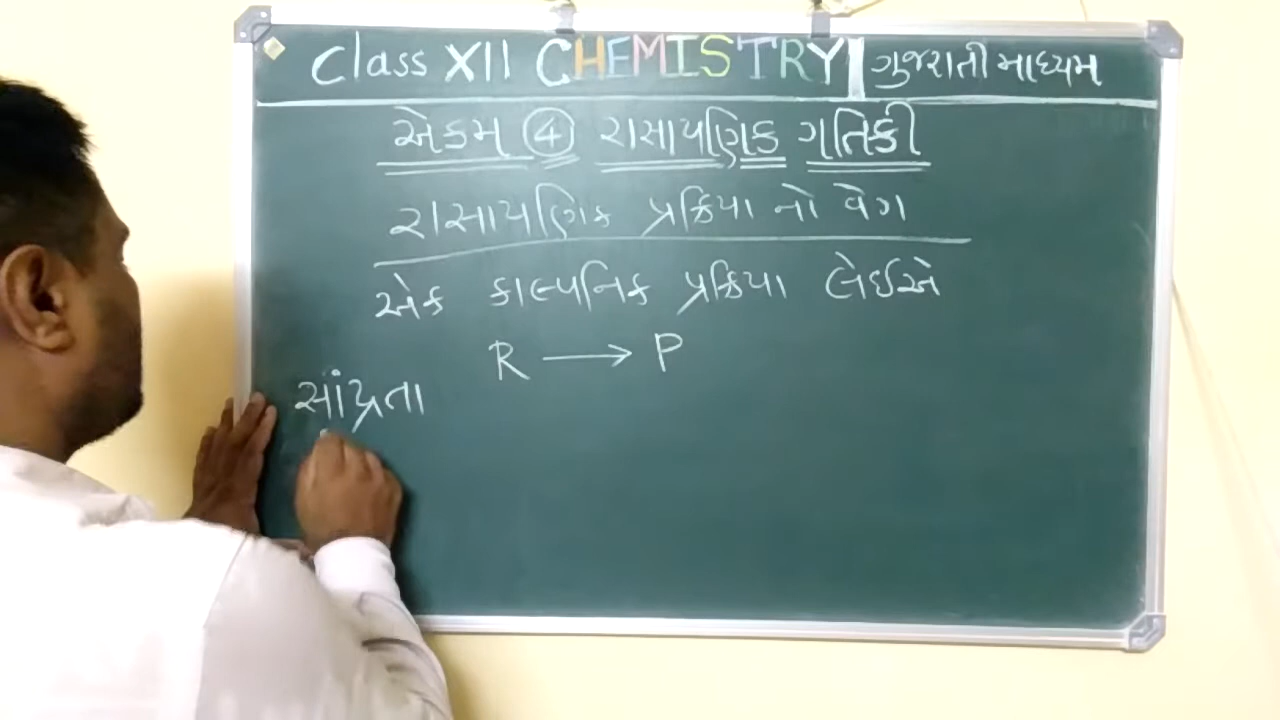 Class XII CHEMISTRY | ગુજરાતી માધ્યમ
એકમ ④ રાસાયણિક ગતિકી
રાસાયણિક પ્રક્રિયા નો વેગ
એક કાલ્પનિક પ્રક્રિયા લેઈએ
R ⟶ P
સાંદ્રતા